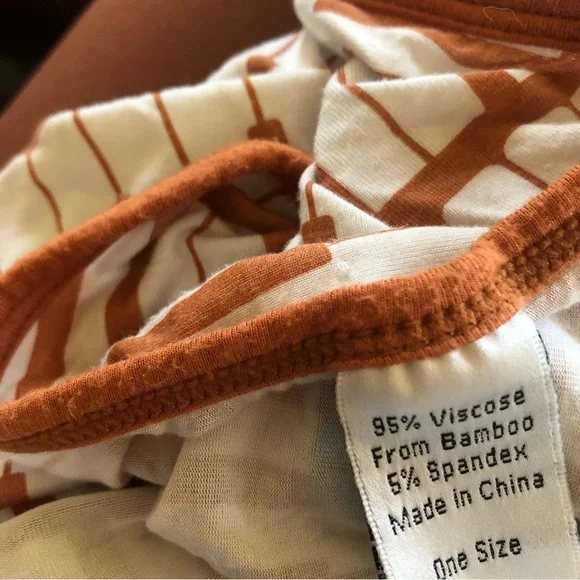 95% Viscose
From Bamboo
5% Spandex
Made in China
One Size